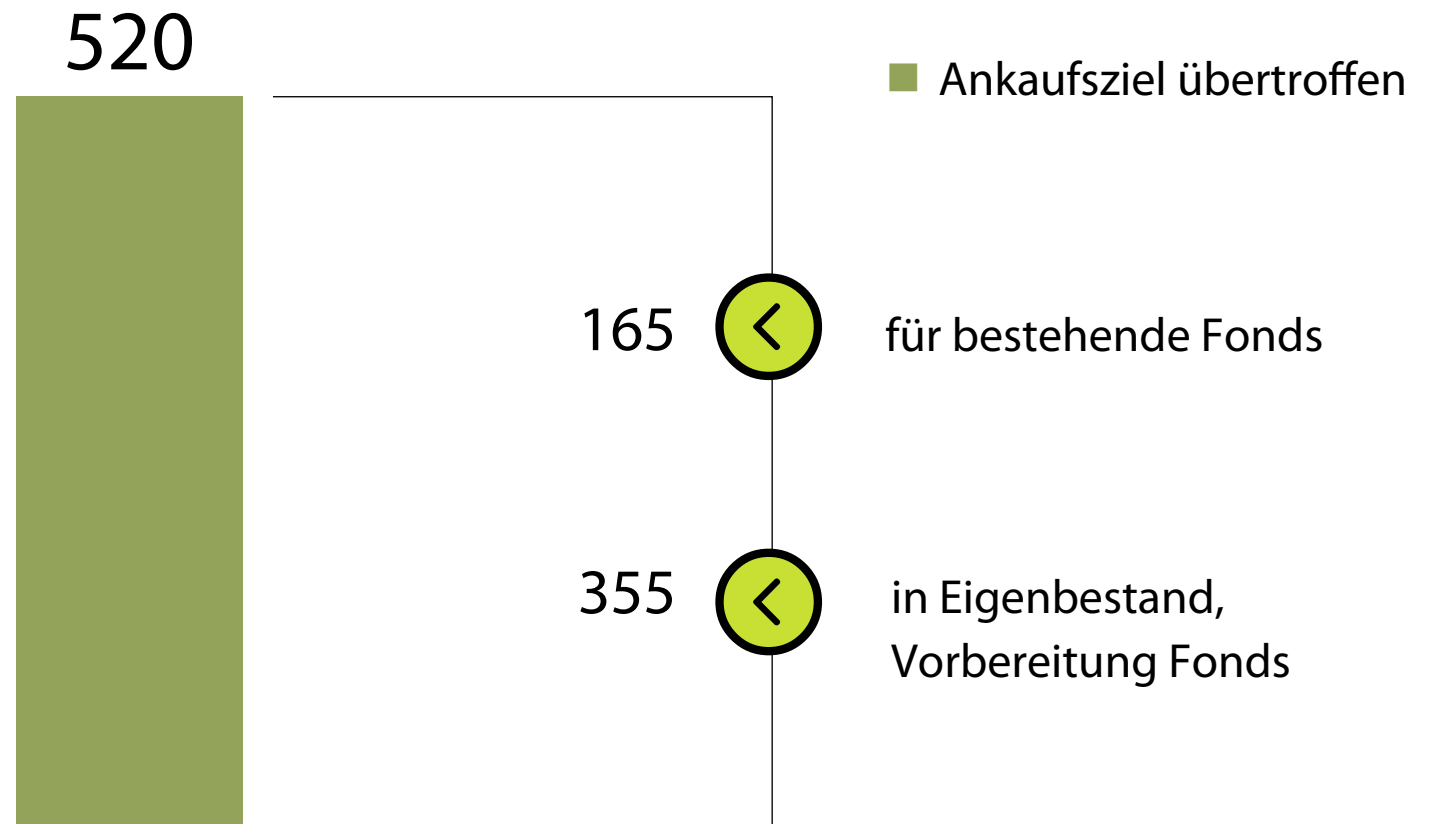 520
Ankaufsziel übertroffen
165
für bestehende Fonds
355
in Eigenbestand,
Vorbereitung Fonds